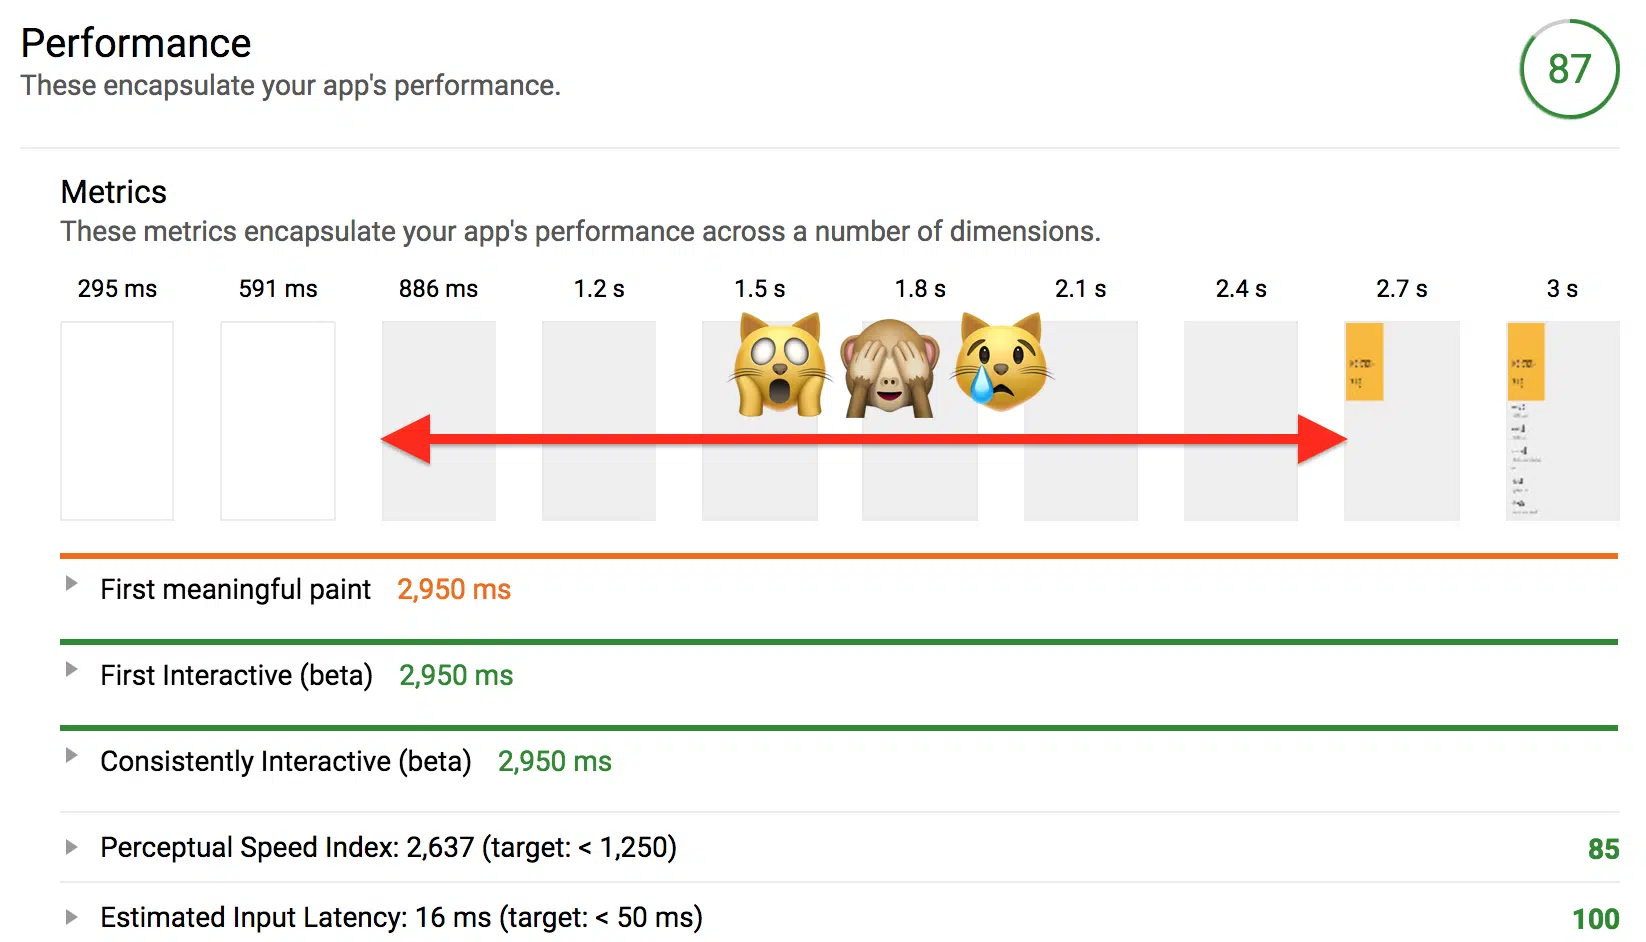 Performance
These encapsulate your app's performance.
87
Metrics
These metrics encapsulate your app's performance across a number of dimensions.
295 ms 591 ms 886 ms 1.2 s 1.5 s 1.8 s 2.1 s 2.4 s 2.7 s 3 s
First meaningful paint 2,950 ms
First Interactive (beta) 2,950 ms
Consistently Interactive (beta) 2,950 ms
Perceptual Speed Index: 2,637 (target: < 1,250) 85
Estimated Input Latency: 16 ms (target: < 50 ms) 100